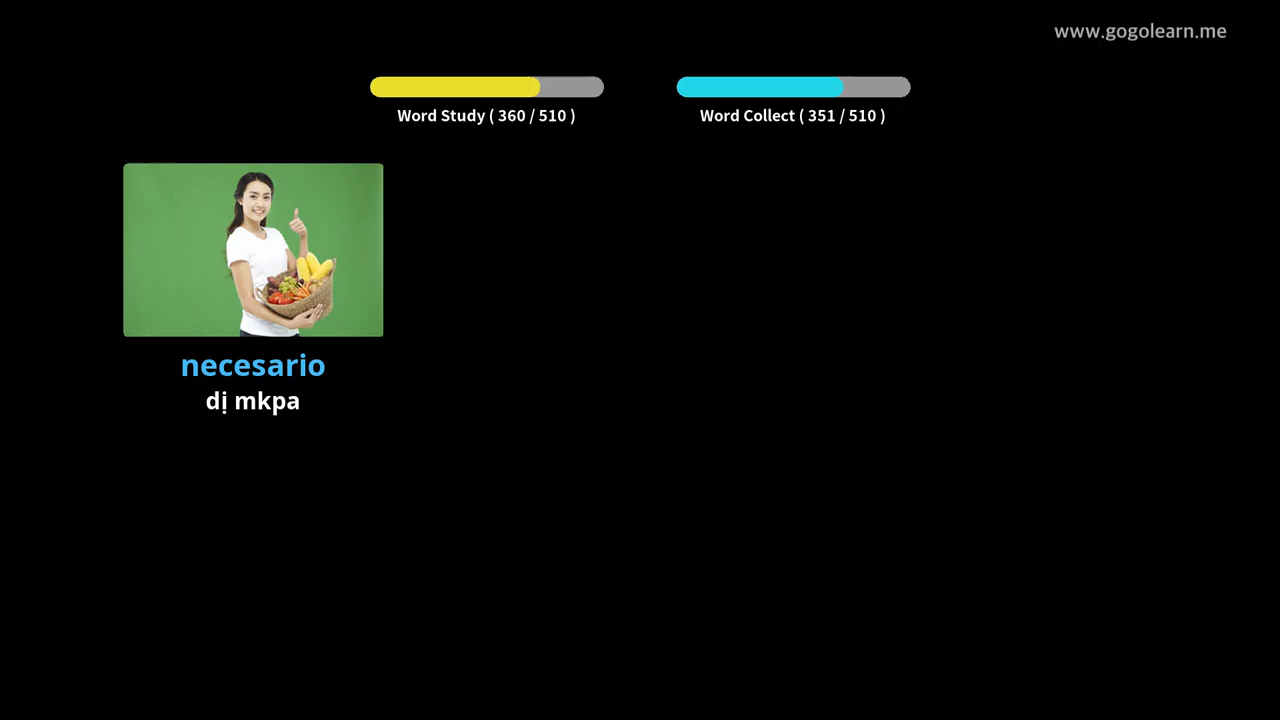 www.gogolearn.me
Word Study ( 360 / 510 )
Word Collect ( 351 / 510 )
necesario
dị mkpa